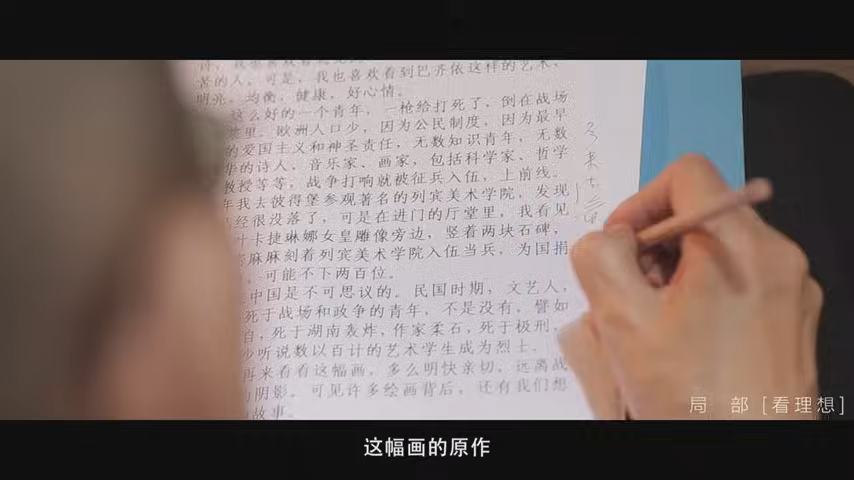 苦的人。可是，我也喜欢看到巴齐依这样的艺术，
明亮，均衡，健康，好心情。
这么好的一个青年，一枪给打死了，倒在战场
里。欧洲人口少，因为公民制度，因为最早
的爱国主义和神圣责任，无数知识青年，无数
华的诗人、音乐家、画家，包括科学家、哲学
教授等等，战争打响就被征兵入伍，上前线。
年我去彼得堡参观著名的列宾美术学院，发现
经很没落了，可是在进门的厅堂里，我看见
叶卡捷琳娜女皇雕像旁边，竖着两块石碑，
麻麻刻着列宾美术学院入伍当兵，为国捐
，可能不下两百位。
中国是不可思议的。民国时期，文艺人，
死于战场和政争的青年，不是没有，譬如
自，死于湖南轰炸，作家柔石，死于极刑，
少听说数以百计的艺术学生成为烈士。
再来看看这幅画，多么明快亲切，远离战
阴影。可见许多绘画背后，还有我们想
故事。
局 部 [看理想]
这幅画的原作